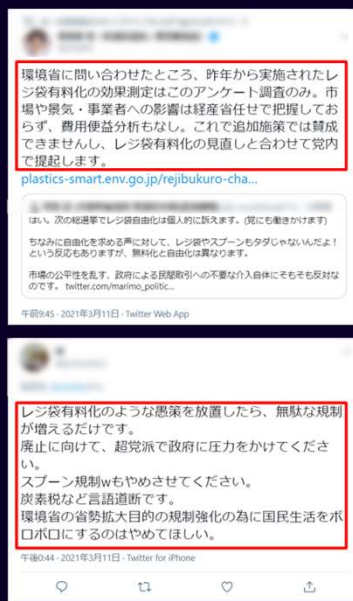 環境省に問い合わせたところ、昨年から実施されたレ
ジ袋有料化の効果測定はこのアンケート調査のみ。市
場や景気・事業者への影響は経産省任せで把握してお
らず、費用便益分析もなし。これで追加施策では賛成
できませんし、レジ袋有料化の見直しと合わせて党内
で提起します。
plastics-smart.env.go.jp/rejibukuro-cha...
はい。次の総選挙でレジ袋自由化は個人的に訴えます。(党にも働きかけます)
ちなみに自由化を求める声に対して、レジ袋やスプーンもタダじゃないんだよ！
という反応もありますが、無料化と自由化は異なります。
市場の公平性を乱す、政府による民間取引への不要な介入自体にそもそも反対な
のです。 twitter.com/marimo_politic...
午前9:45 · 2021年3月11日 · Twitter Web App
レジ袋有料化のような愚策を放置したら、無駄な規制
が増えるだけです。
廃止に向けて、超党派で政府に圧力をかけてくださ
い。
スプーン規制wもやめさせてください。
炭素税など言語道断です。
環境省の省勢拡大目的の規制強化の為に国民生活をボ
ロボロにするのはやめてほしい。
午後0:44 · 2021年3月11日 · Twitter for iPhone